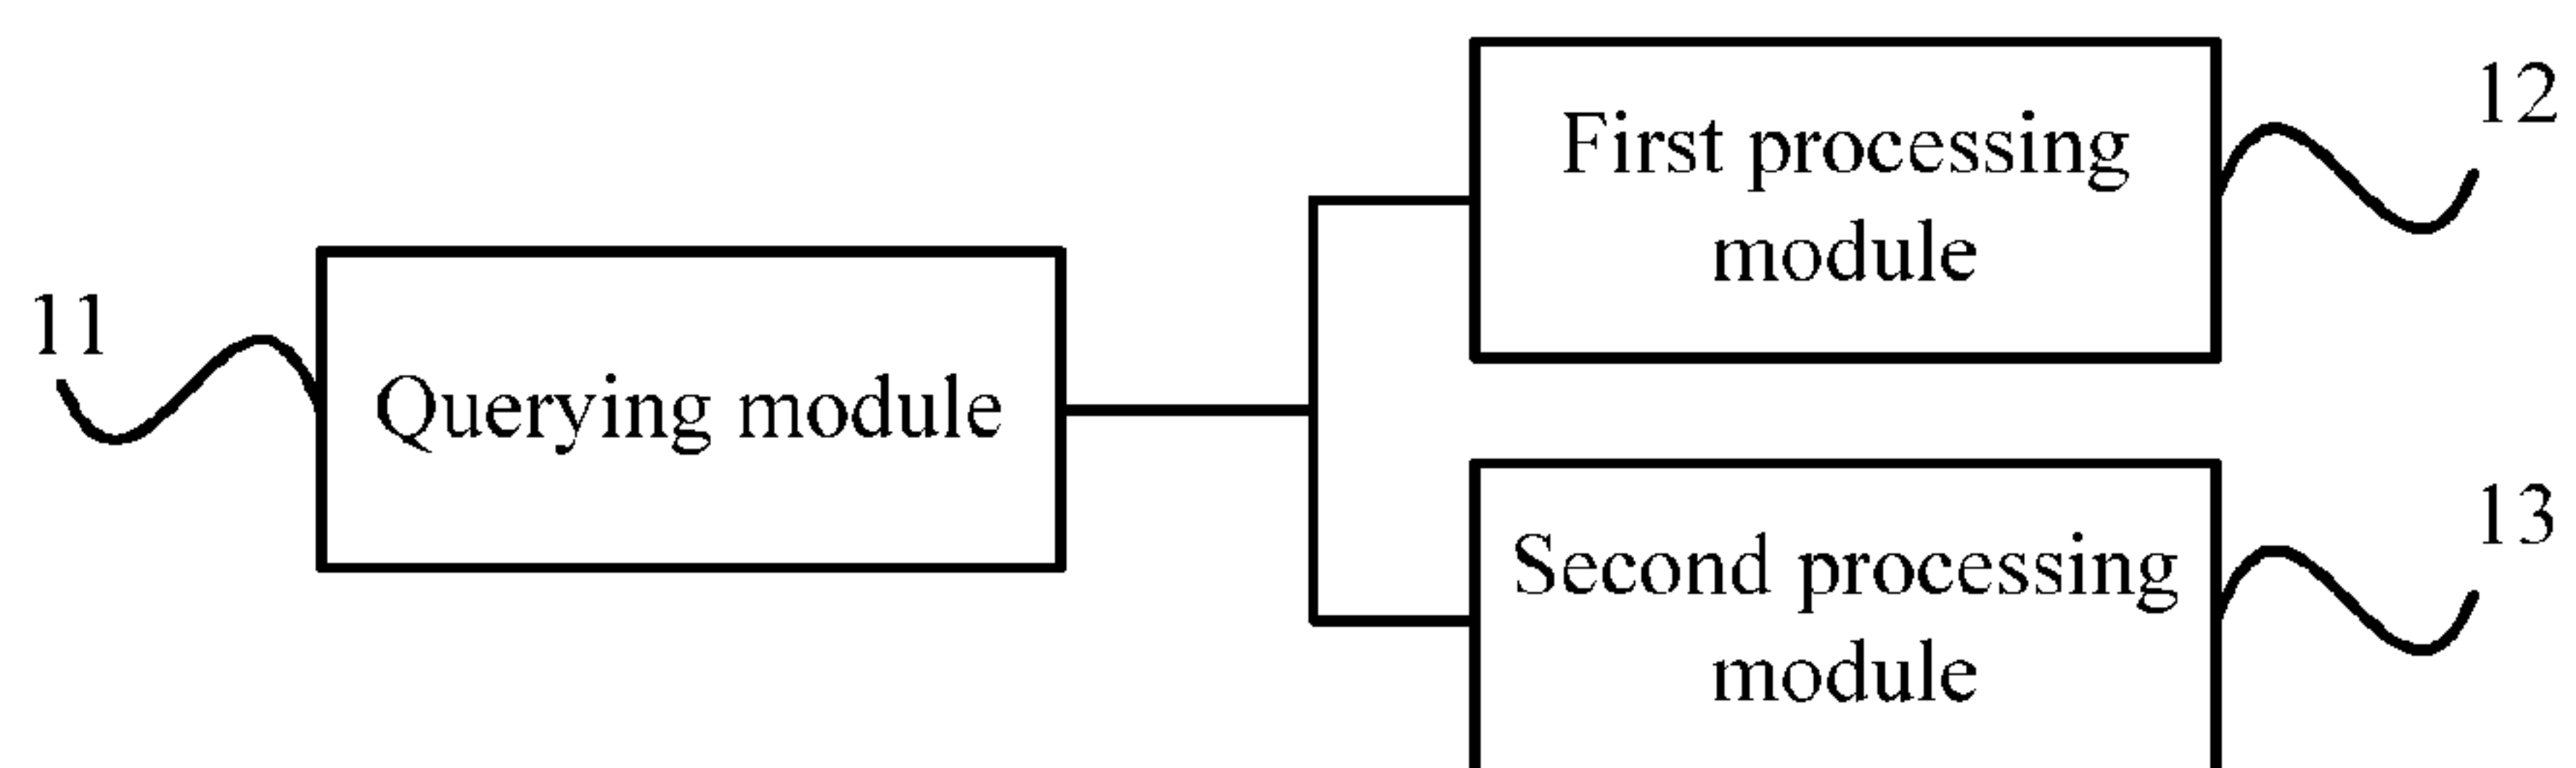 12
First processing
module
11
Querying module
13
Second processing
module